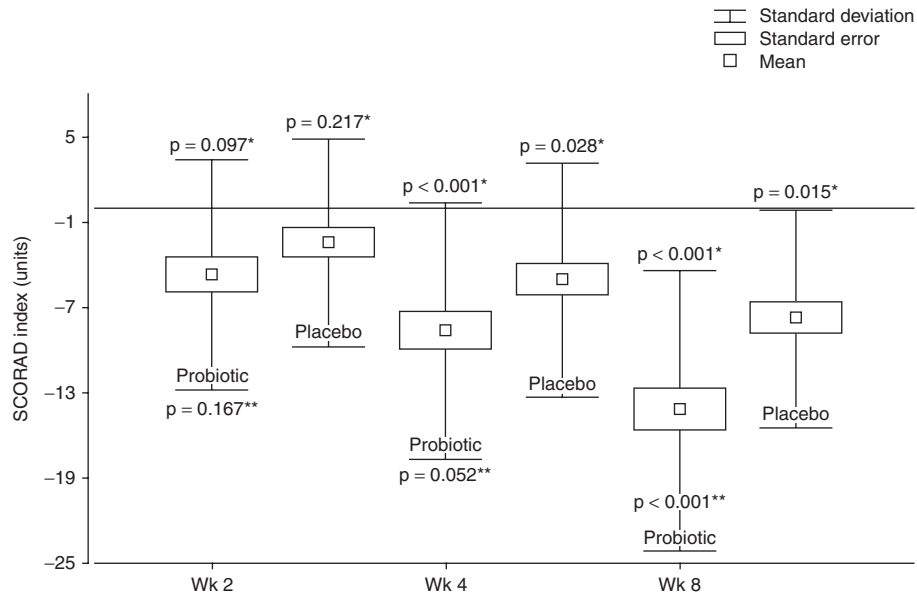 Standard deviation
Standard error
Mean
SCORAD index (units)
5
−1
−7
−13
−19
−25
p = 0.097*
Probiotic
p = 0.167**
p = 0.217*
Placebo
p < 0.001*
Probiotic
p = 0.052**
p = 0.028*
Placebo
p < 0.001*
p < 0.001**
Probiotic
p = 0.015*
Placebo
Wk 2
Wk 4
Wk 8